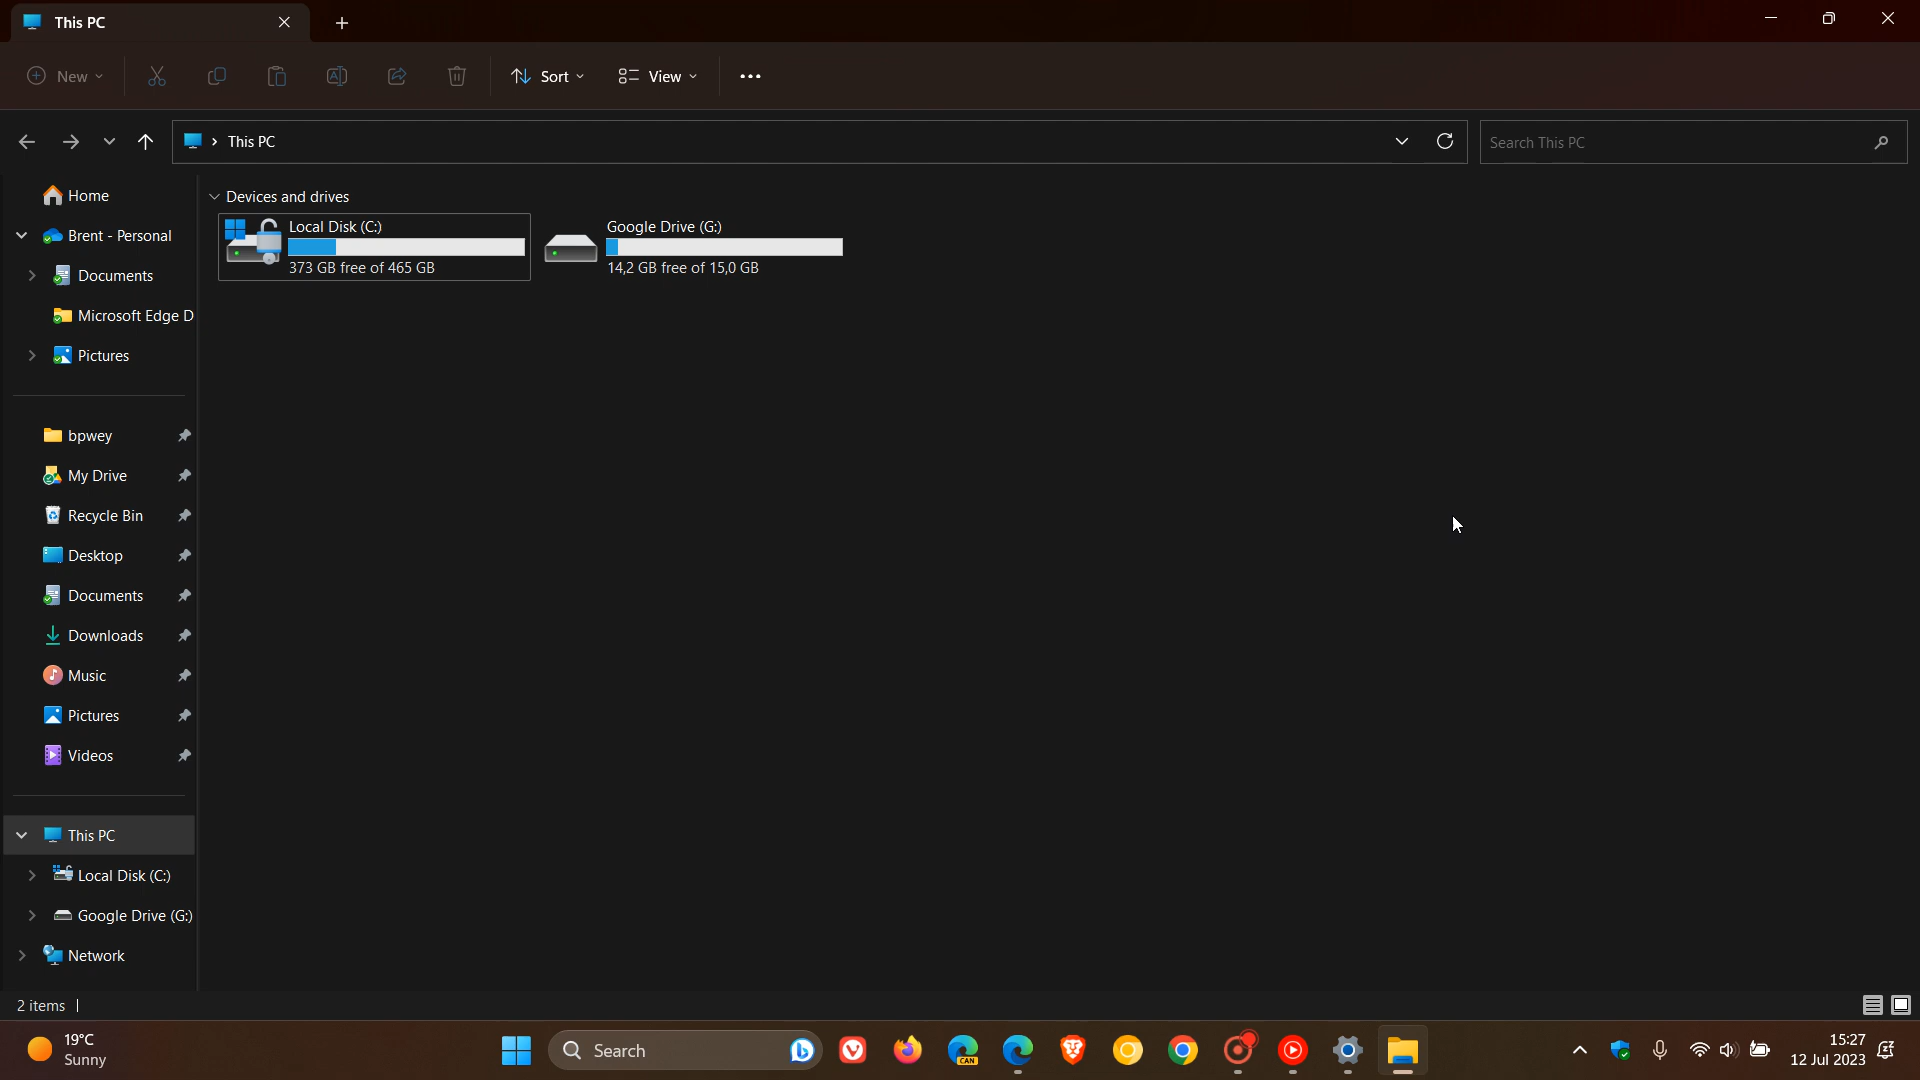 This PC
New
Sort
View
This PC
Search This PC
Home
Brent - Personal
Documents
Microsoft Edge D
Pictures
bpwey
My Drive
Recycle Bin
Desktop
Documents
Downloads
Music
Pictures
Videos
This PC
Local Disk (C:)
Google Drive (G:)
Network
Devices and drives
Local Disk (C:)
373 GB free of 465 GB
Google Drive (G:)
14,2 GB free of 15,0 GB
2 items
19°C
Sunny
Search
CAN
15:27
12 Jul 2023